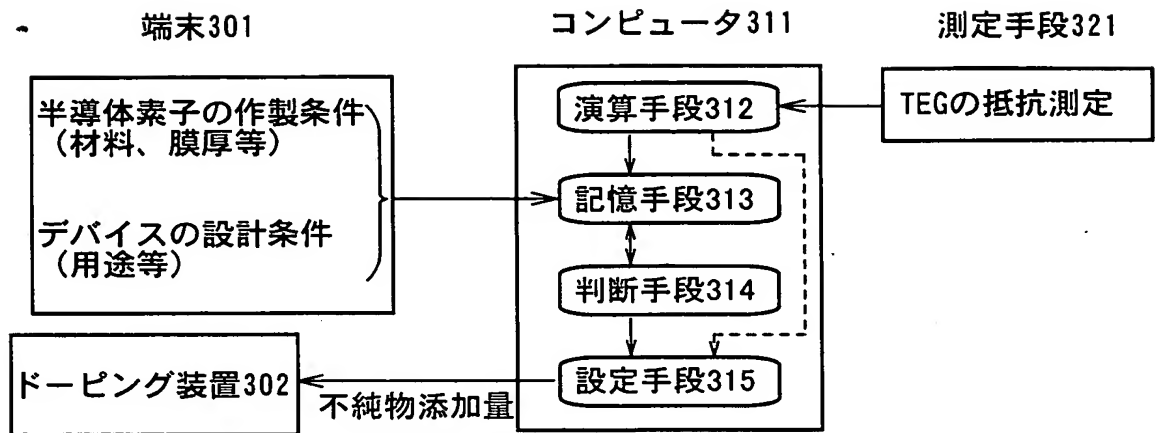 端末301
コンピュータ311
測定手段321
半導体素子の作製条件
（材料、膜厚等）
デバイスの設計条件
（用途等）
演算手段312
記憶手段313
判断手段314
設定手段315
TEGの抵抗測定
ドーピング装置302
不純物添加量